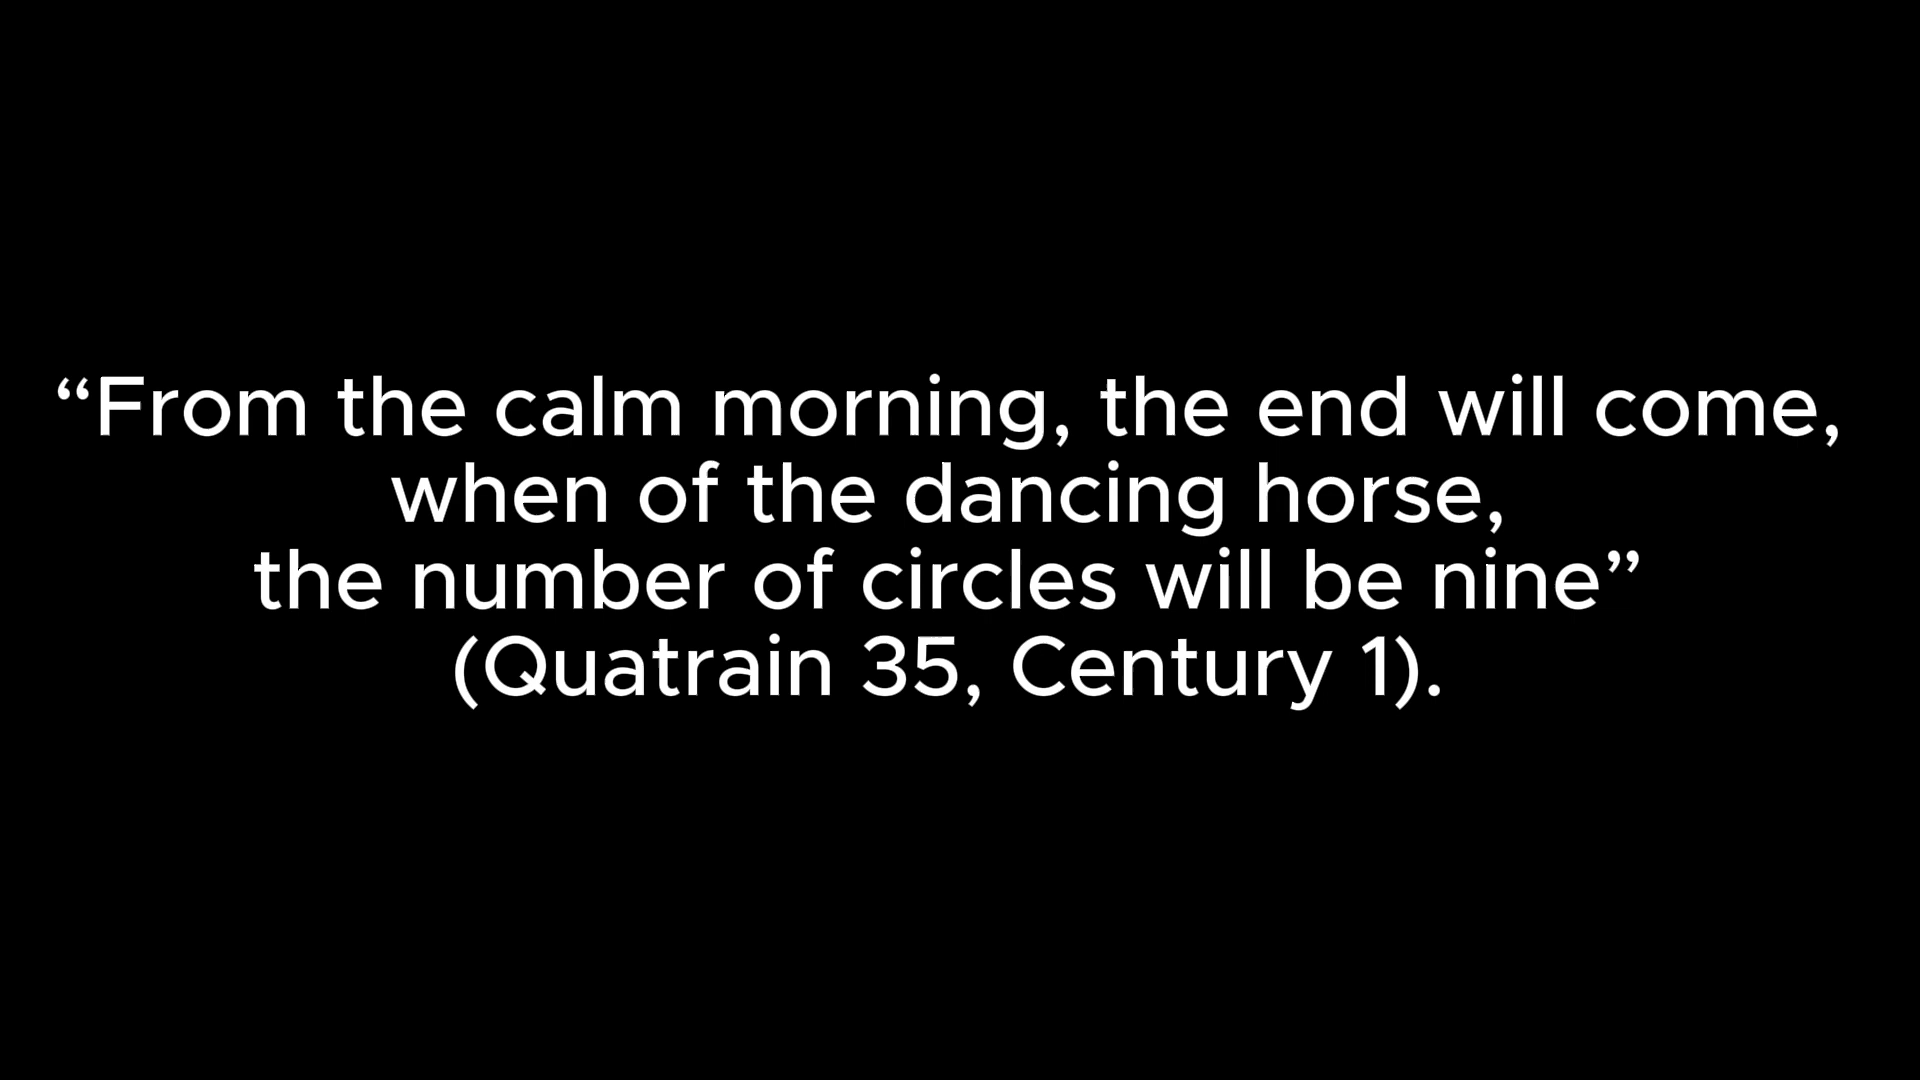 “From the calm morning, the end will come,
when of the dancing horse,
the number of circles will be nine”
(Quatrain 35, Century 1).